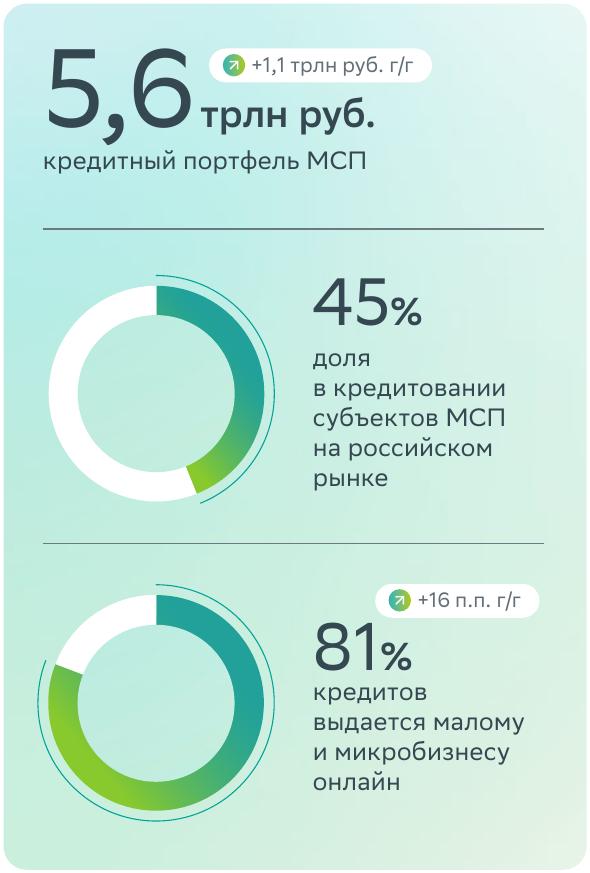 +1,1 трлн руб. г/г
5,6 трлн руб.
кредитный портфель МСП
45%
доля
в кредитовании
субъектов МСП
на российском
рынке
+16 п.п. г/г
81%
кредитов
выдается малому
и микробизнесу
онлайн